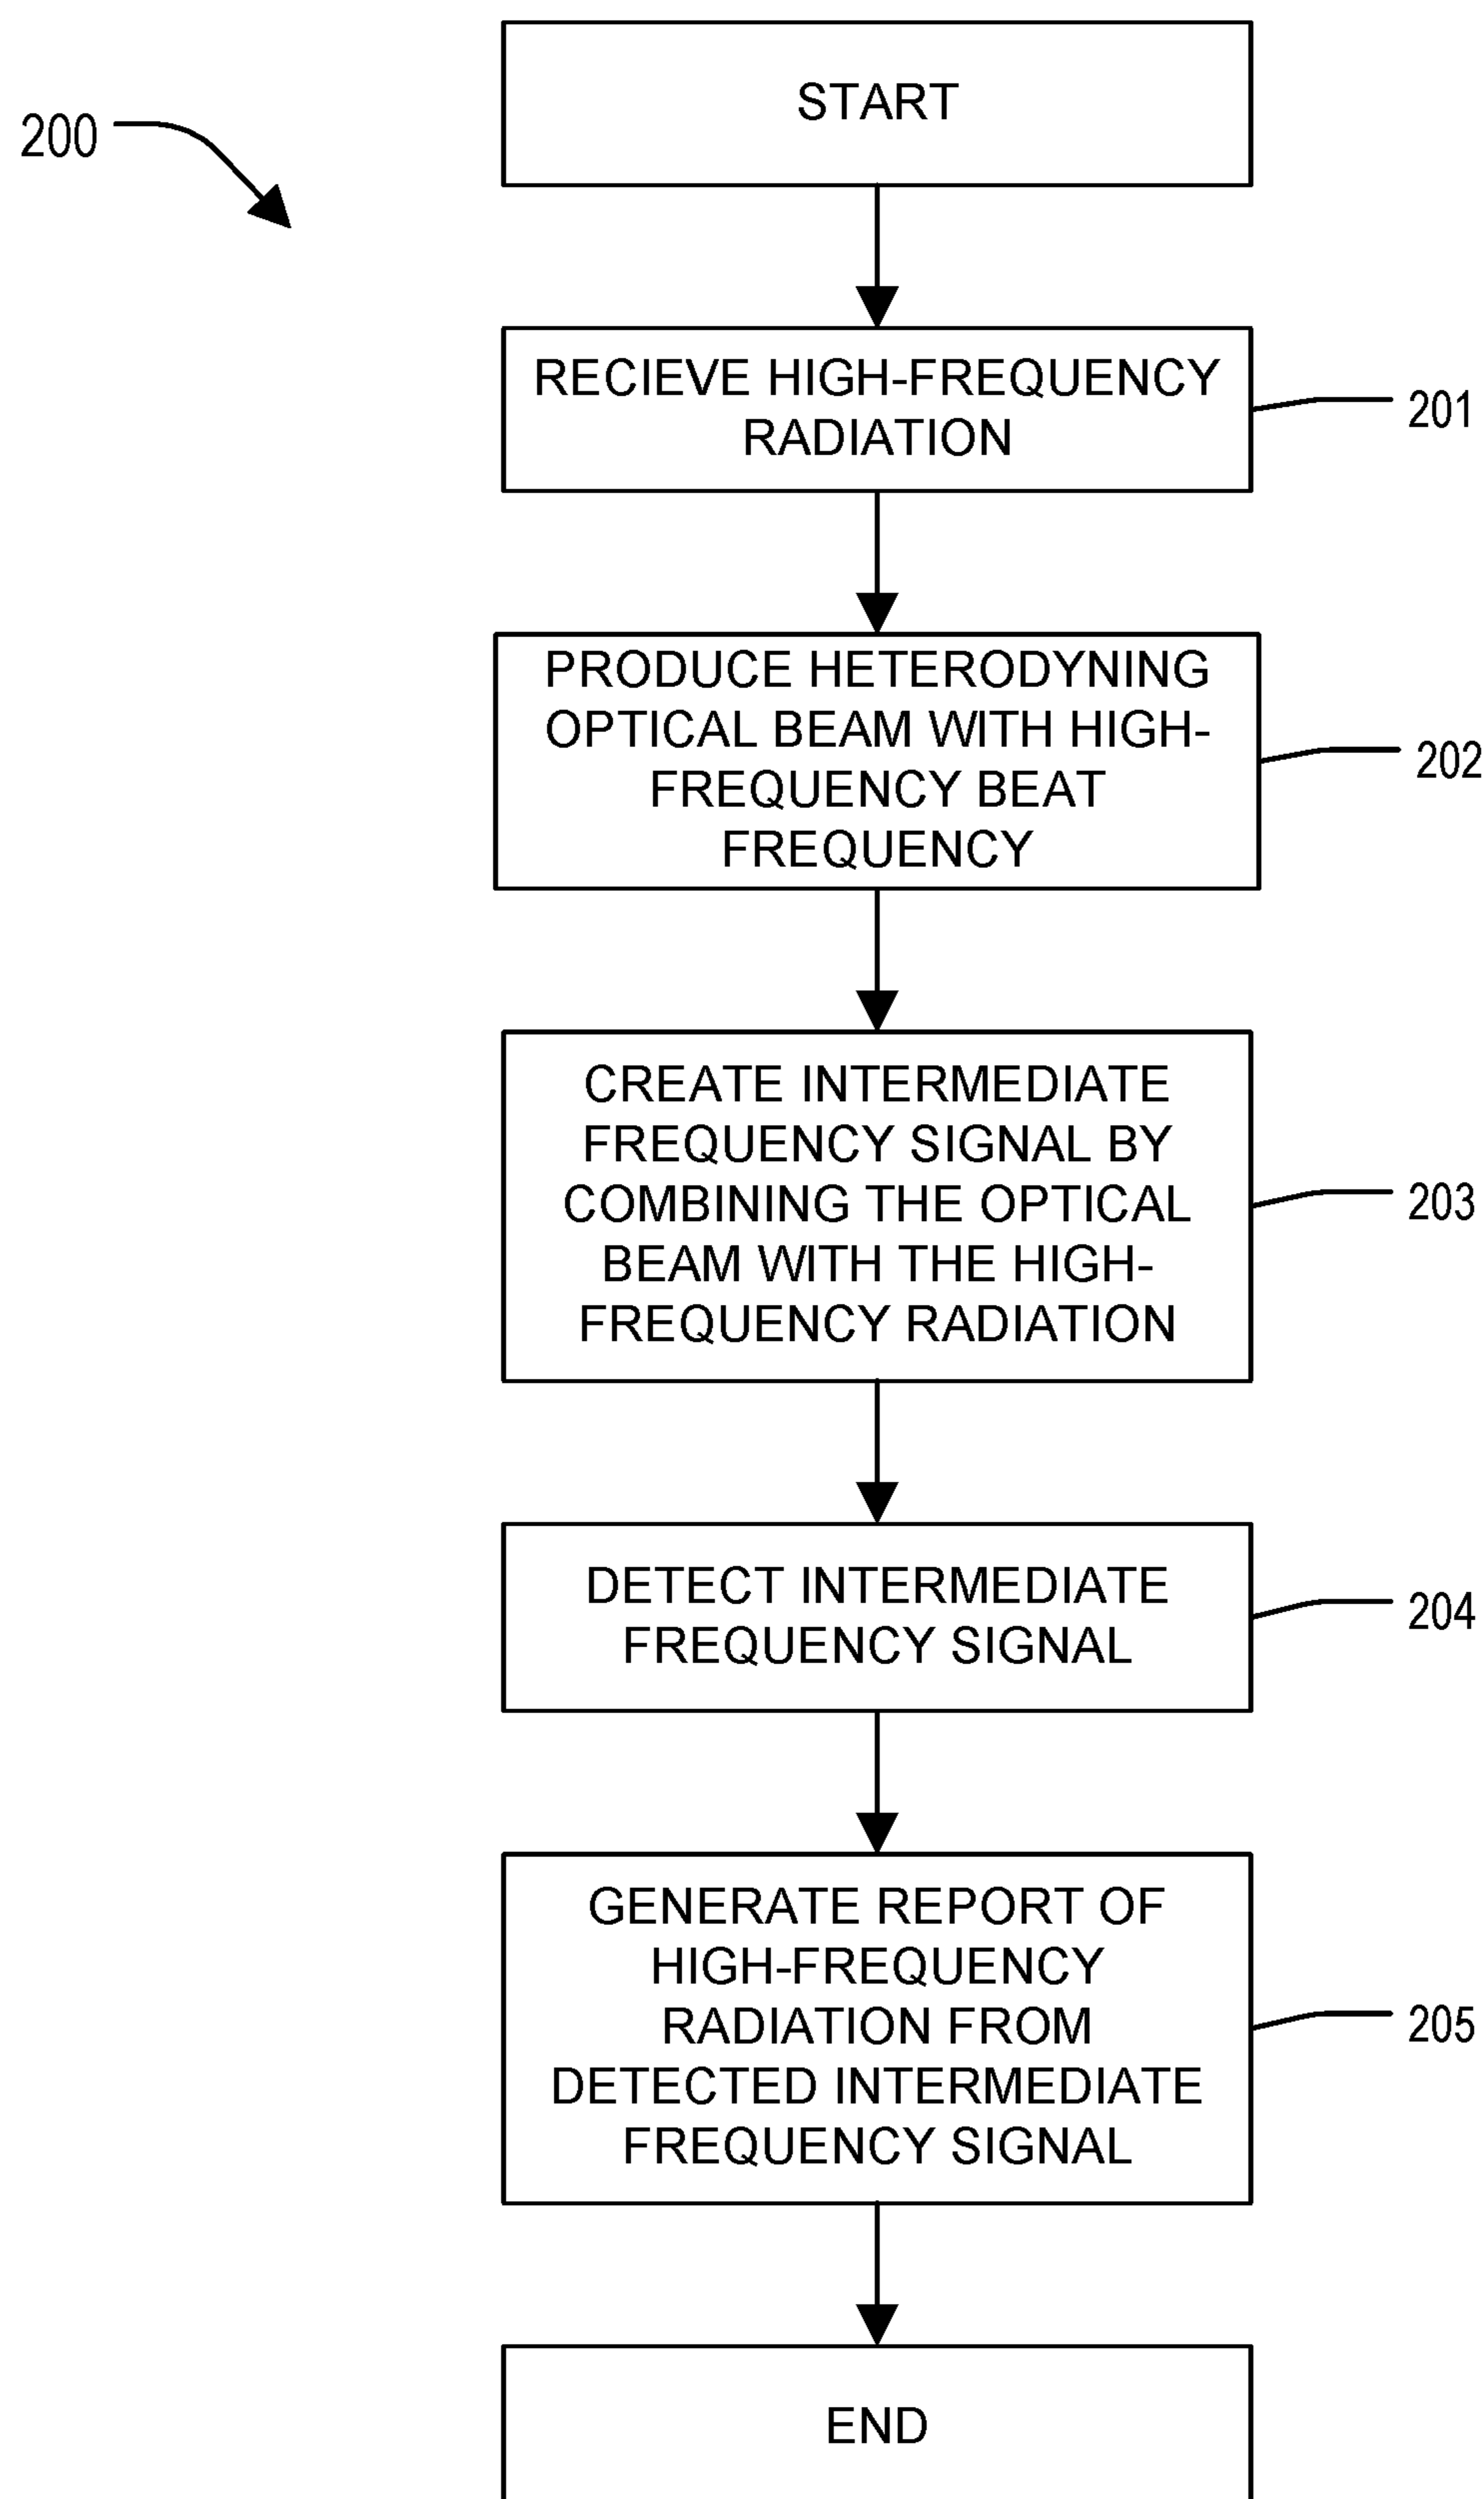 START
200
RECIEVE HIGH-FREQUENCY
RADIATION
201
PRODUCE HETERODYNING
OPTICAL BEAM WITH HIGH-
FREQUENCY BEAT
FREQUENCY
202
CREATE INTERMEDIATE
FREQUENCY SIGNAL BY
COMBINING THE OPTICAL
BEAM WITH THE HIGH-
FREQUENCY RADIATION
203
DETECT INTERMEDIATE
FREQUENCY SIGNAL
204
GENERATE REPORT OF
HIGH-FREQUENCY
RADIATION FROM
DETECTED INTERMEDIATE
FREQUENCY SIGNAL
205
END